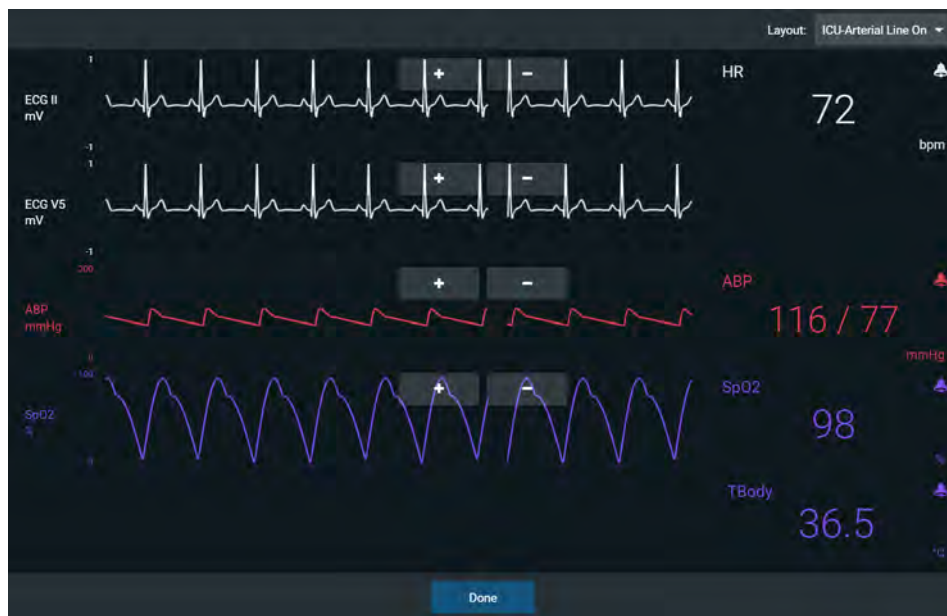 Layout: ICU-Arterial Line On
1
+ −
HR
ECG II
mV
72
-1
bpm
1
+ −
ECG V5
mV
-1
200
+ −
ABP
ABP
mmHg
116 / 77
0
mmHg
100
+ −
SpO2
SpO2
%
98
0
%
TBody
36.5
°C
Done